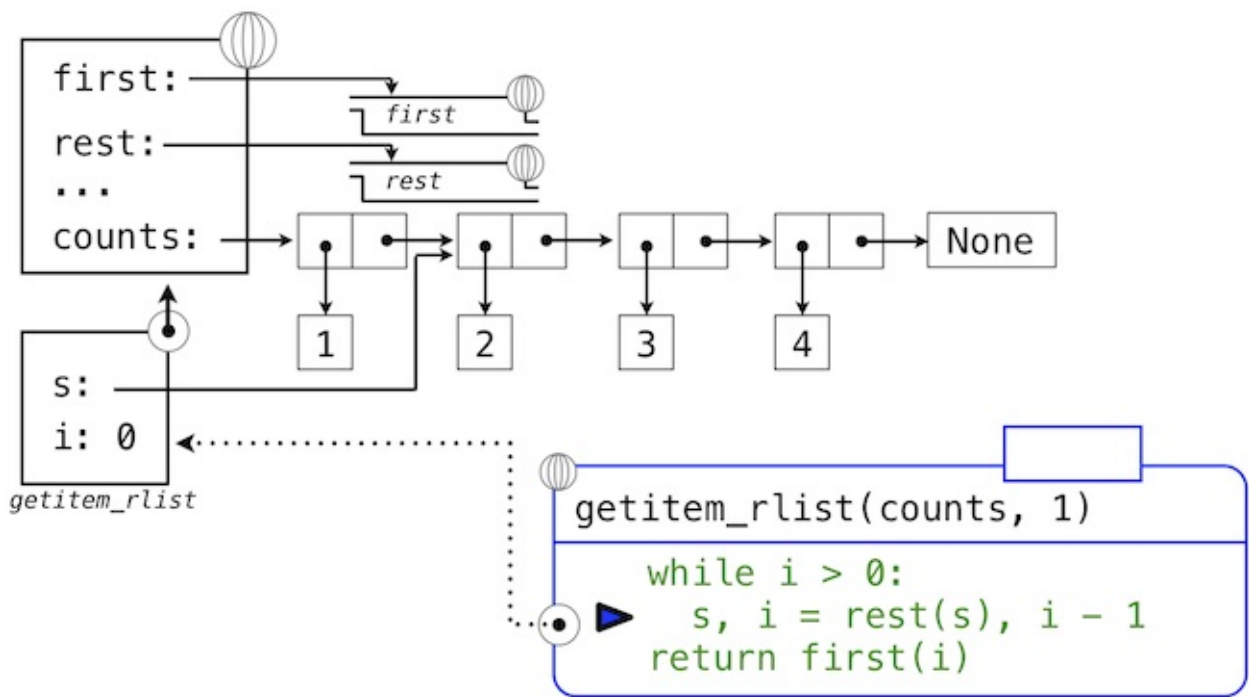 first:
first
rest:
rest
...
counts:
None
1 2 3 4
s:
i: 0
getitem_rlist
getitem_rlist(counts, 1)
while i > 0:
s, i = rest(s), i – 1
return first(i)